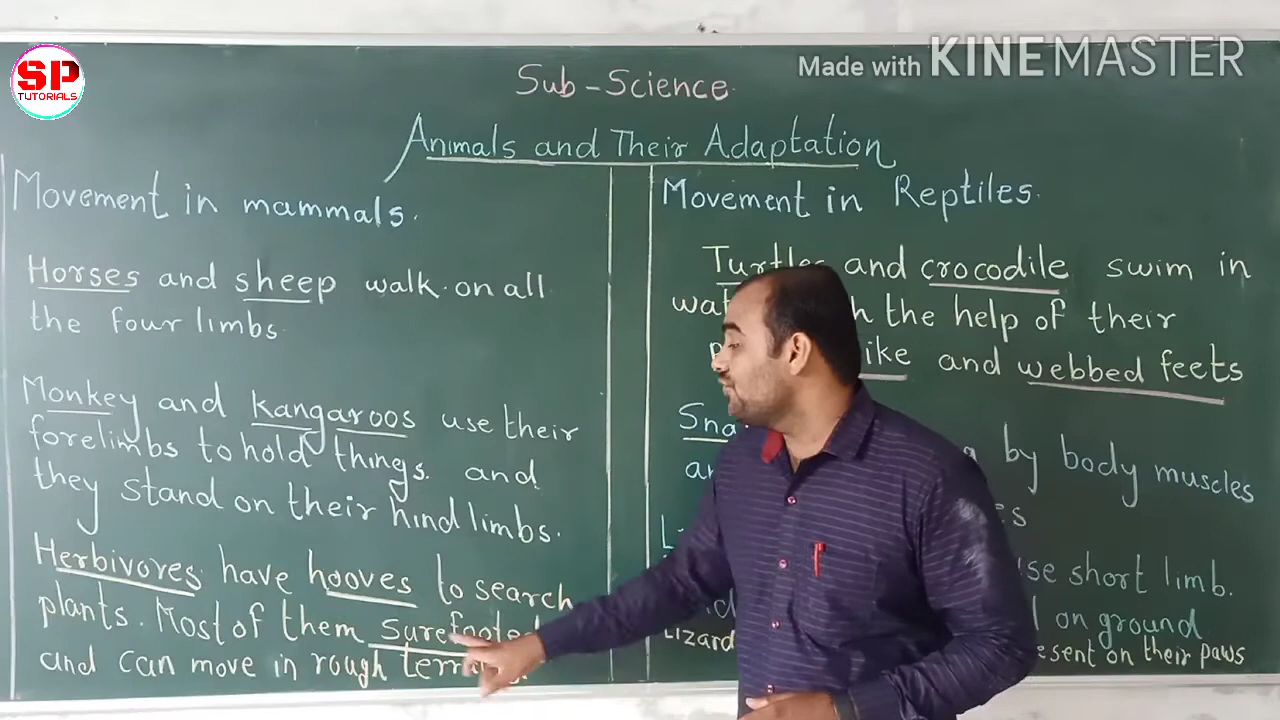 SP
TUTORIALS
Made with KINEMASTER
Sub-Science
Animals and Their Adaptation
Movement in mammals.
Horses and sheep walk on all
the four limbs
Monkey and kangaroos use their
forelimbs to hold things. and
they stand on their hind limbs.
Herbivores have hooves to search
plants. Most of them surefooted
and can move in rough
Movement in Reptiles.
Turtles and crocodile swim in
the help of their
and webbed feets
by body muscles
short limb.
on ground
Lizard on their paws